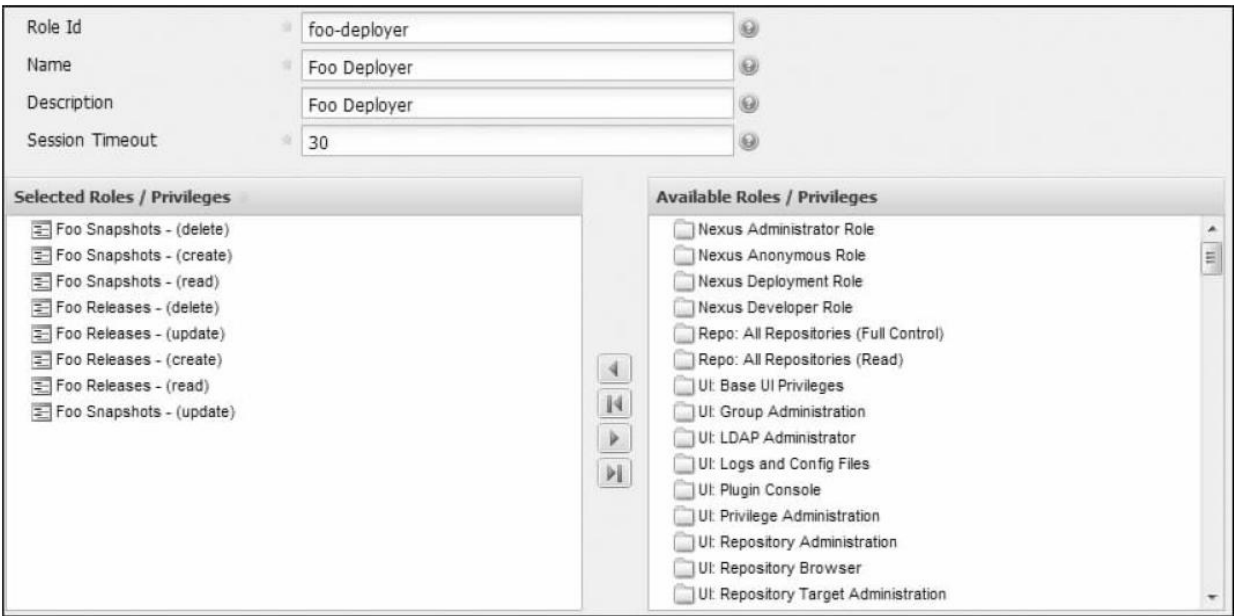 Role Id
foo-deployer
Name
Foo Deployer
Description
Foo Deployer
Session Timeout
30
Selected Roles / Privileges
Foo Snapshots - (delete)
Foo Snapshots - (create)
Foo Snapshots - (read)
Foo Releases - (delete)
Foo Releases - (update)
Foo Releases - (create)
Foo Releases - (read)
Foo Snapshots - (update)
Available Roles / Privileges
Nexus Administrator Role
Nexus Anonymous Role
Nexus Deployment Role
Nexus Developer Role
Repo: All Repositories (Full Control)
Repo: All Repositories (Read)
UI: Base UI Privileges
UI: Group Administration
UI: LDAP Administrator
UI: Logs and Config Files
UI: Plugin Console
UI: Privilege Administration
UI: Repository Administration
UI: Repository Browser
UI: Repository Target Administration